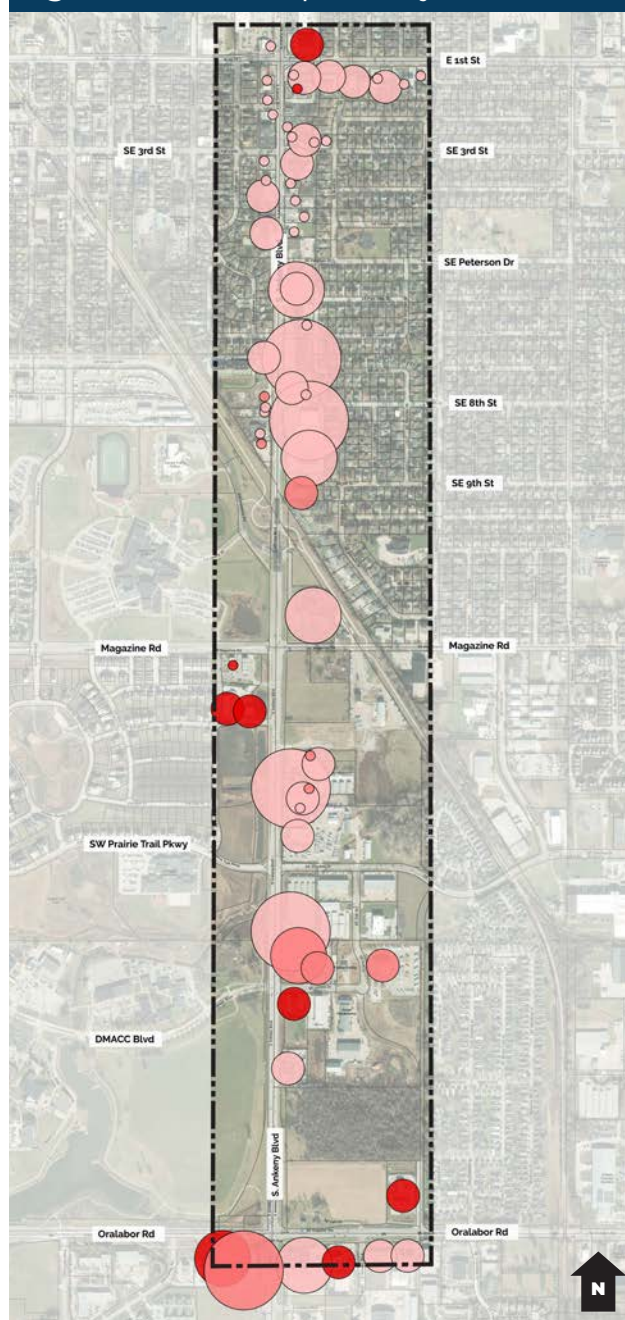 E 1st St
SE 3rd St
SE 3rd St
SE Peterson Dr
SE 8th St
SE 9th St
Magazine Rd
Magazine Rd
SW Prairie Trail Pkwy
DMACC Blvd
S. Ankeny Blvd
Oralabor Rd
Oralabor Rd
N